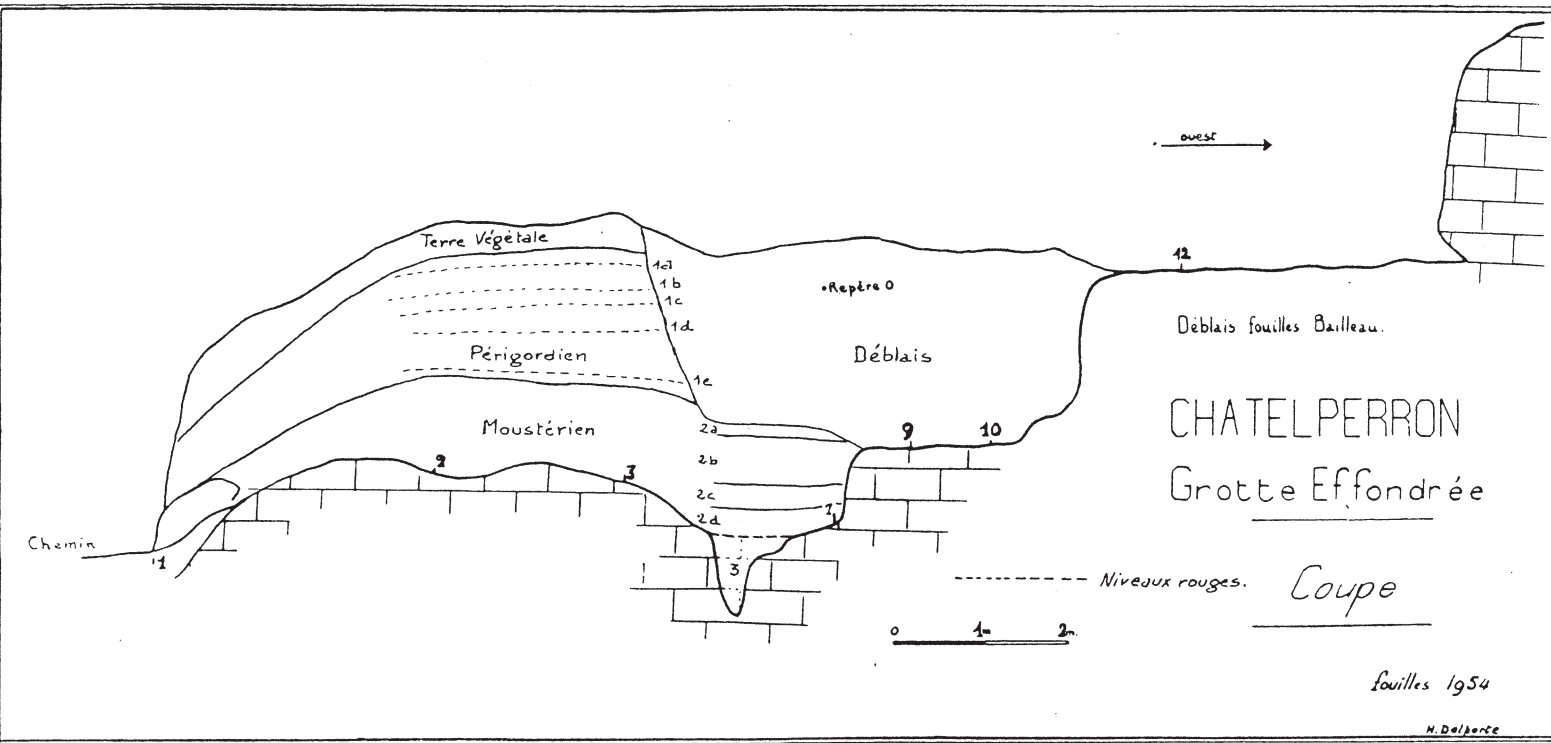 ouest
Terre Végétale
12
1a
1b
1c
Repère 0
1d
Déblais fouilles Bailleau.
Périgordien
Déblais
1e
CHATELPERRON
Moustérien
2a
9
10
2b
2
3
Grotte Effondrée
2c
2d
Chemin
1
3
Niveaux rouges.
Coupe
0
1m
2m.
fouilles 1954
H. Delporte